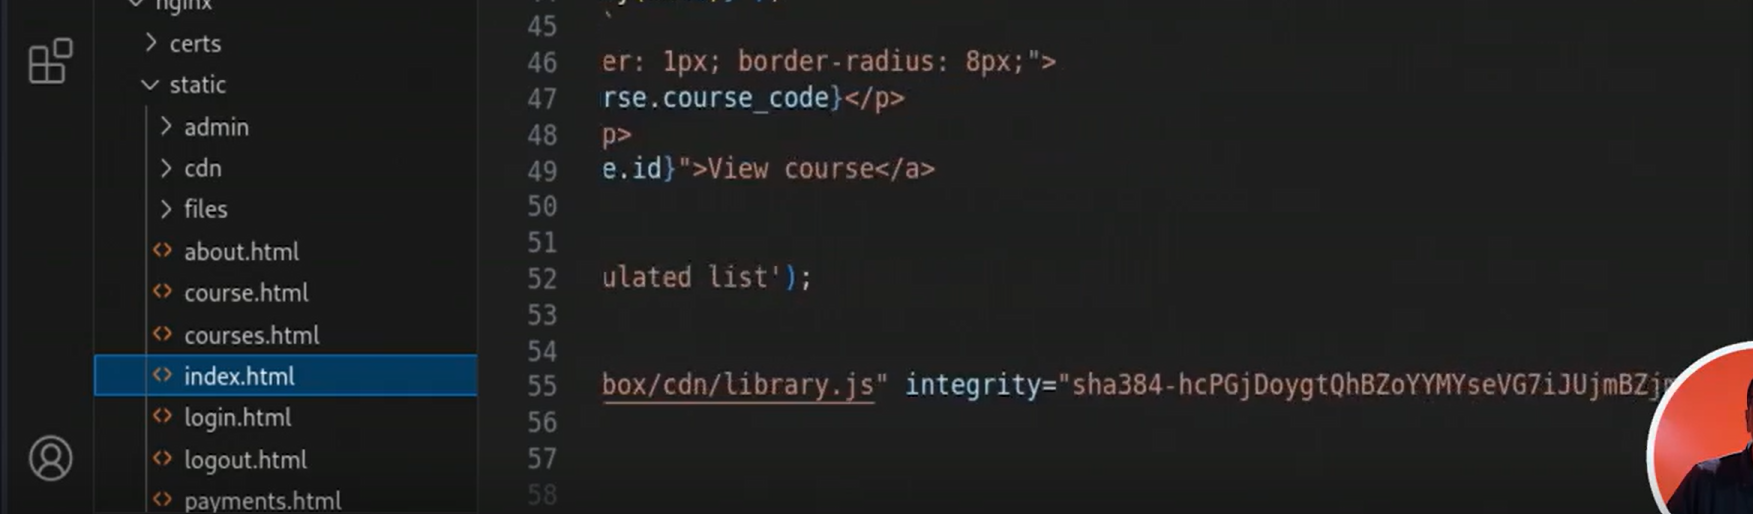 nginx
certs
static
admin
cdn
files
about.html
course.html
courses.html
index.html
login.html
logout.html
payments.html
45 `
46 er: 1px; border-radius: 8px;">
47 rse.course_code}</p>
48 p>
49 e.id}">View course</a>
50
51
52 ulated list');
53
54
55 box/cdn/library.js" integrity="sha384-hcPGjDoygtQhBZoYYMYseVG7iJUjmBZj
56
57
58